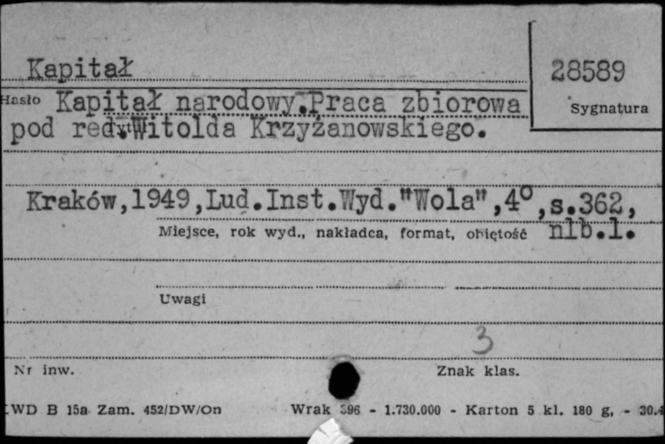 Kapitał
28589
Hasło Kapitał narodowy.Praca zbiorowa
Sygnatura
pod red. Witolda Krzyżanowskiego.
Kraków,1949,Lud.Inst.Wyd."Wola",4°,s.362,
Miejsce, rok wyd., nakładca, format, objętość nlb.1.
Uwagi
3
Nr inw.
Znak klas.
LWD B 15a Zam. 452/DW/On Wrak 396 - 1.730.000 - Karton 5 kl. 180 g, - 30.4